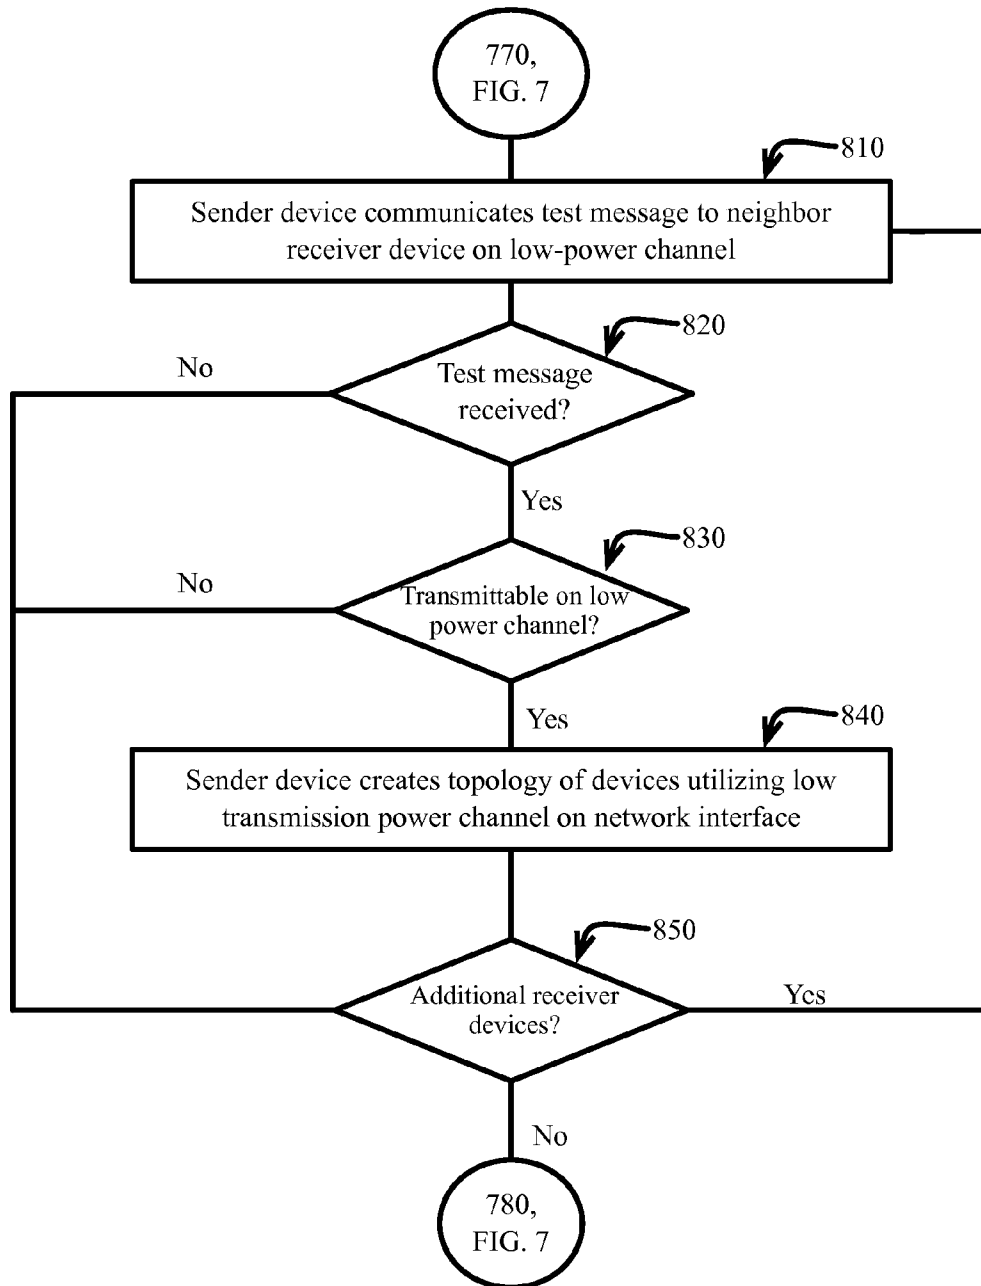 770,
FIG. 7
810
Sender device communicates test message to neighbor
receiver device on low-power channel
820
No
Test message
received?
Yes
830
No
Transmittable on low
power channel?
Yes
840
Sender device creates topology of devices utilizing low
transmission power channel on network interface
850
Additional receiver
devices?
Yes
No
780,
FIG. 7